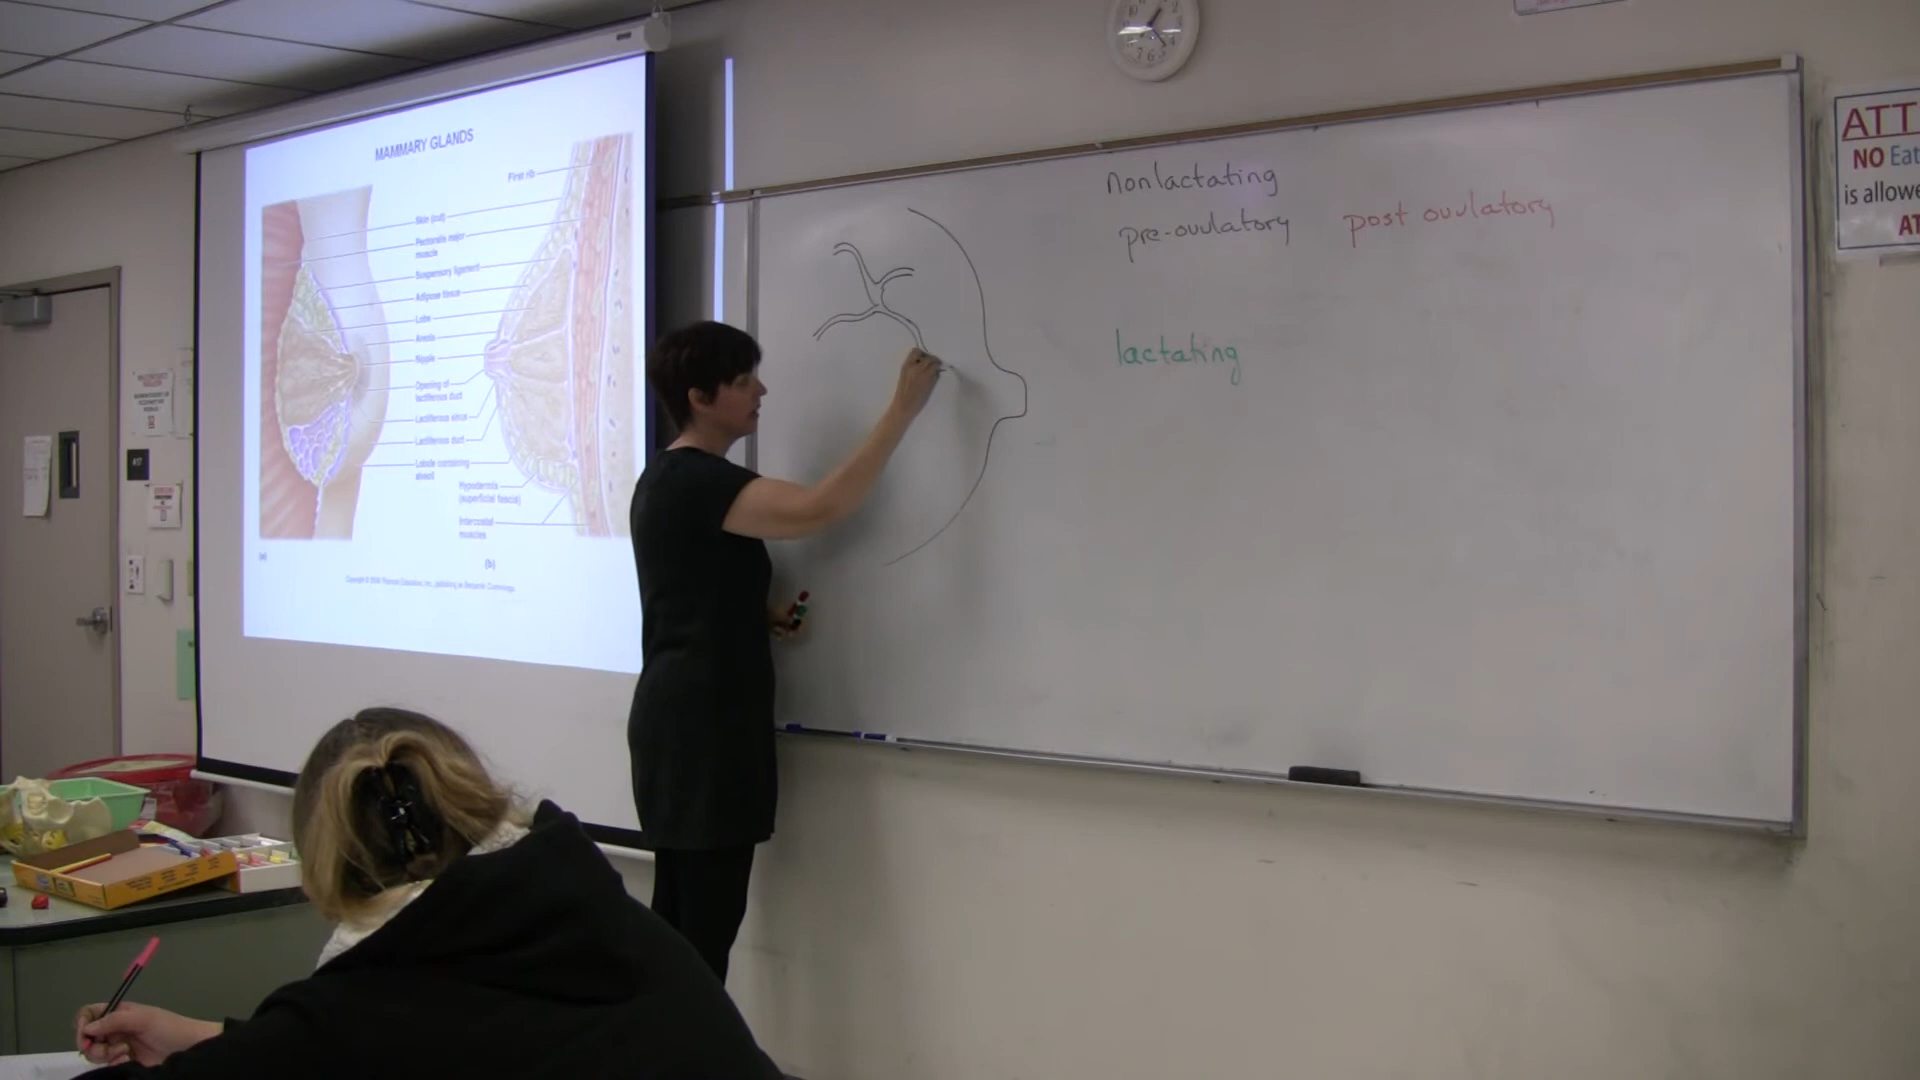 MAMMARY GLANDS
First rib
Skin (cut)
Pectoralis major
muscle
Suspensory ligament
Adipose tissue
Lobe
Areola
Nipple
Opening of
lactiferous duct
Lactiferous sinus
Lactiferous duct
Lobule containing
alveoli
Hypodermis
(superficial fascia)
Intercostal
muscles
(a)
(b)
nonlactating
pre-ovulatory
post ovulatory
lactating
ATT
NO Eat
is allowe
AT